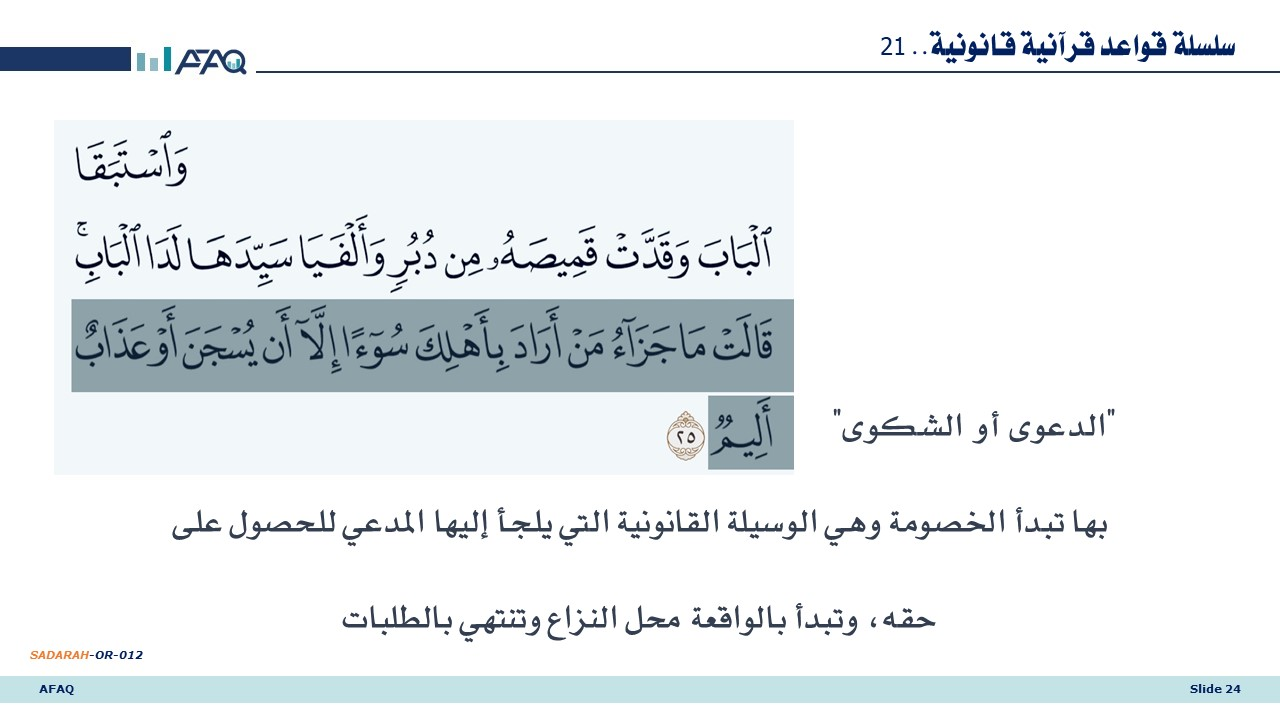 سلسلة قواعد قرآنية قانونية..21
AFAQ
وَٱسۡتَبَقَا
ٱلۡبَابَ وَقَدَّتۡ قَمِيصَهُۥ مِن دُبُرٖ وَأَلۡفَيَا سَيِّدَهَا لَدَا ٱلۡبَابِۚ
قَالَتۡ مَا جَزَآءُ مَنۡ أَرَادَ بِأَهۡلِكَ سُوٓءًا إِلَّآ أَن يُسۡجَنَ أَوۡ عَذَابٌ
أَلِيمٞ ٢٥
"الدعوى أو الشكوى"
بها تبدأ الخصومة وهي الوسيلة القانونية التي يلجأ إليها المدعي للحصول على
حقه، وتبدأ بالواقعة محل النزاع وتنتهي بالطلبات
SADARAH-OR-012
AFAQ
Slide 24